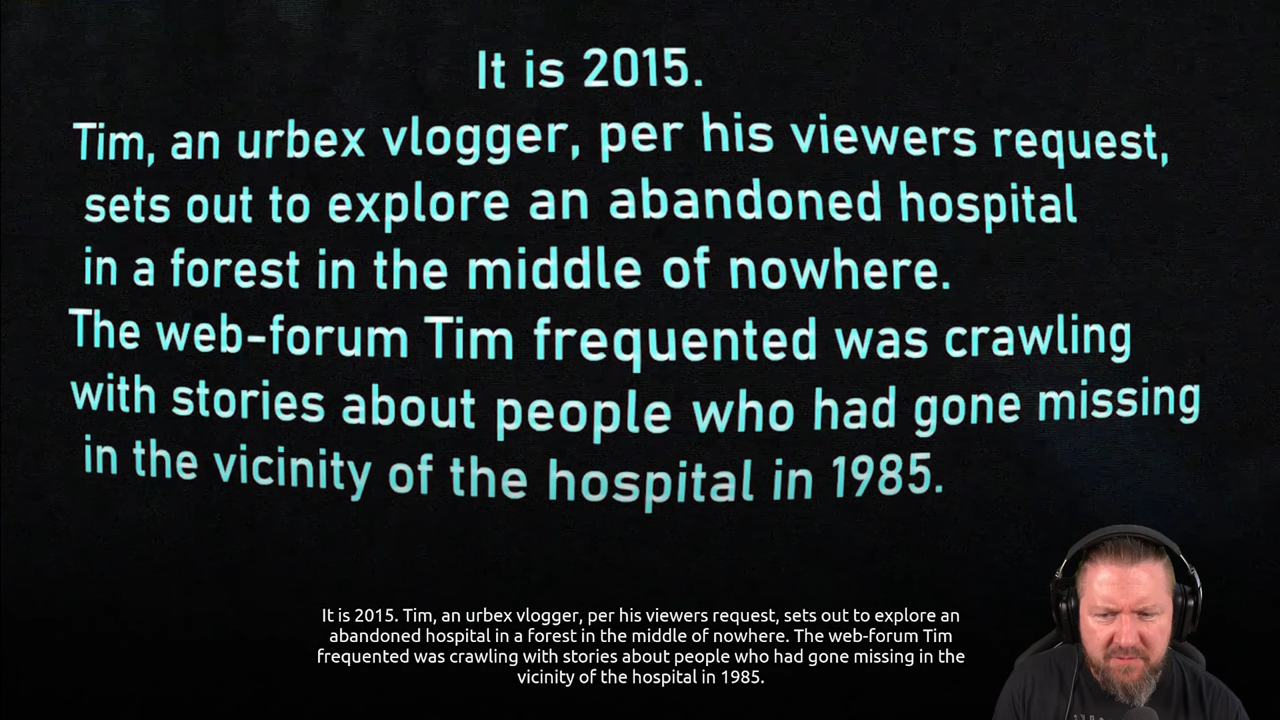 It is 2015.
Tim, an urbex vlogger, per his viewers request,
sets out to explore an abandoned hospital
in a forest in the middle of nowhere.
The web-forum Tim frequented was crawling
with stories about people who had gone missing
in the vicinity of the hospital in 1985.
It is 2015. Tim, an urbex vlogger, per his viewers request, sets out to explore an
abandoned hospital in a forest in the middle of nowhere. The web-forum Tim
frequented was crawling with stories about people who had gone missing in the
vicinity of the hospital in 1985.